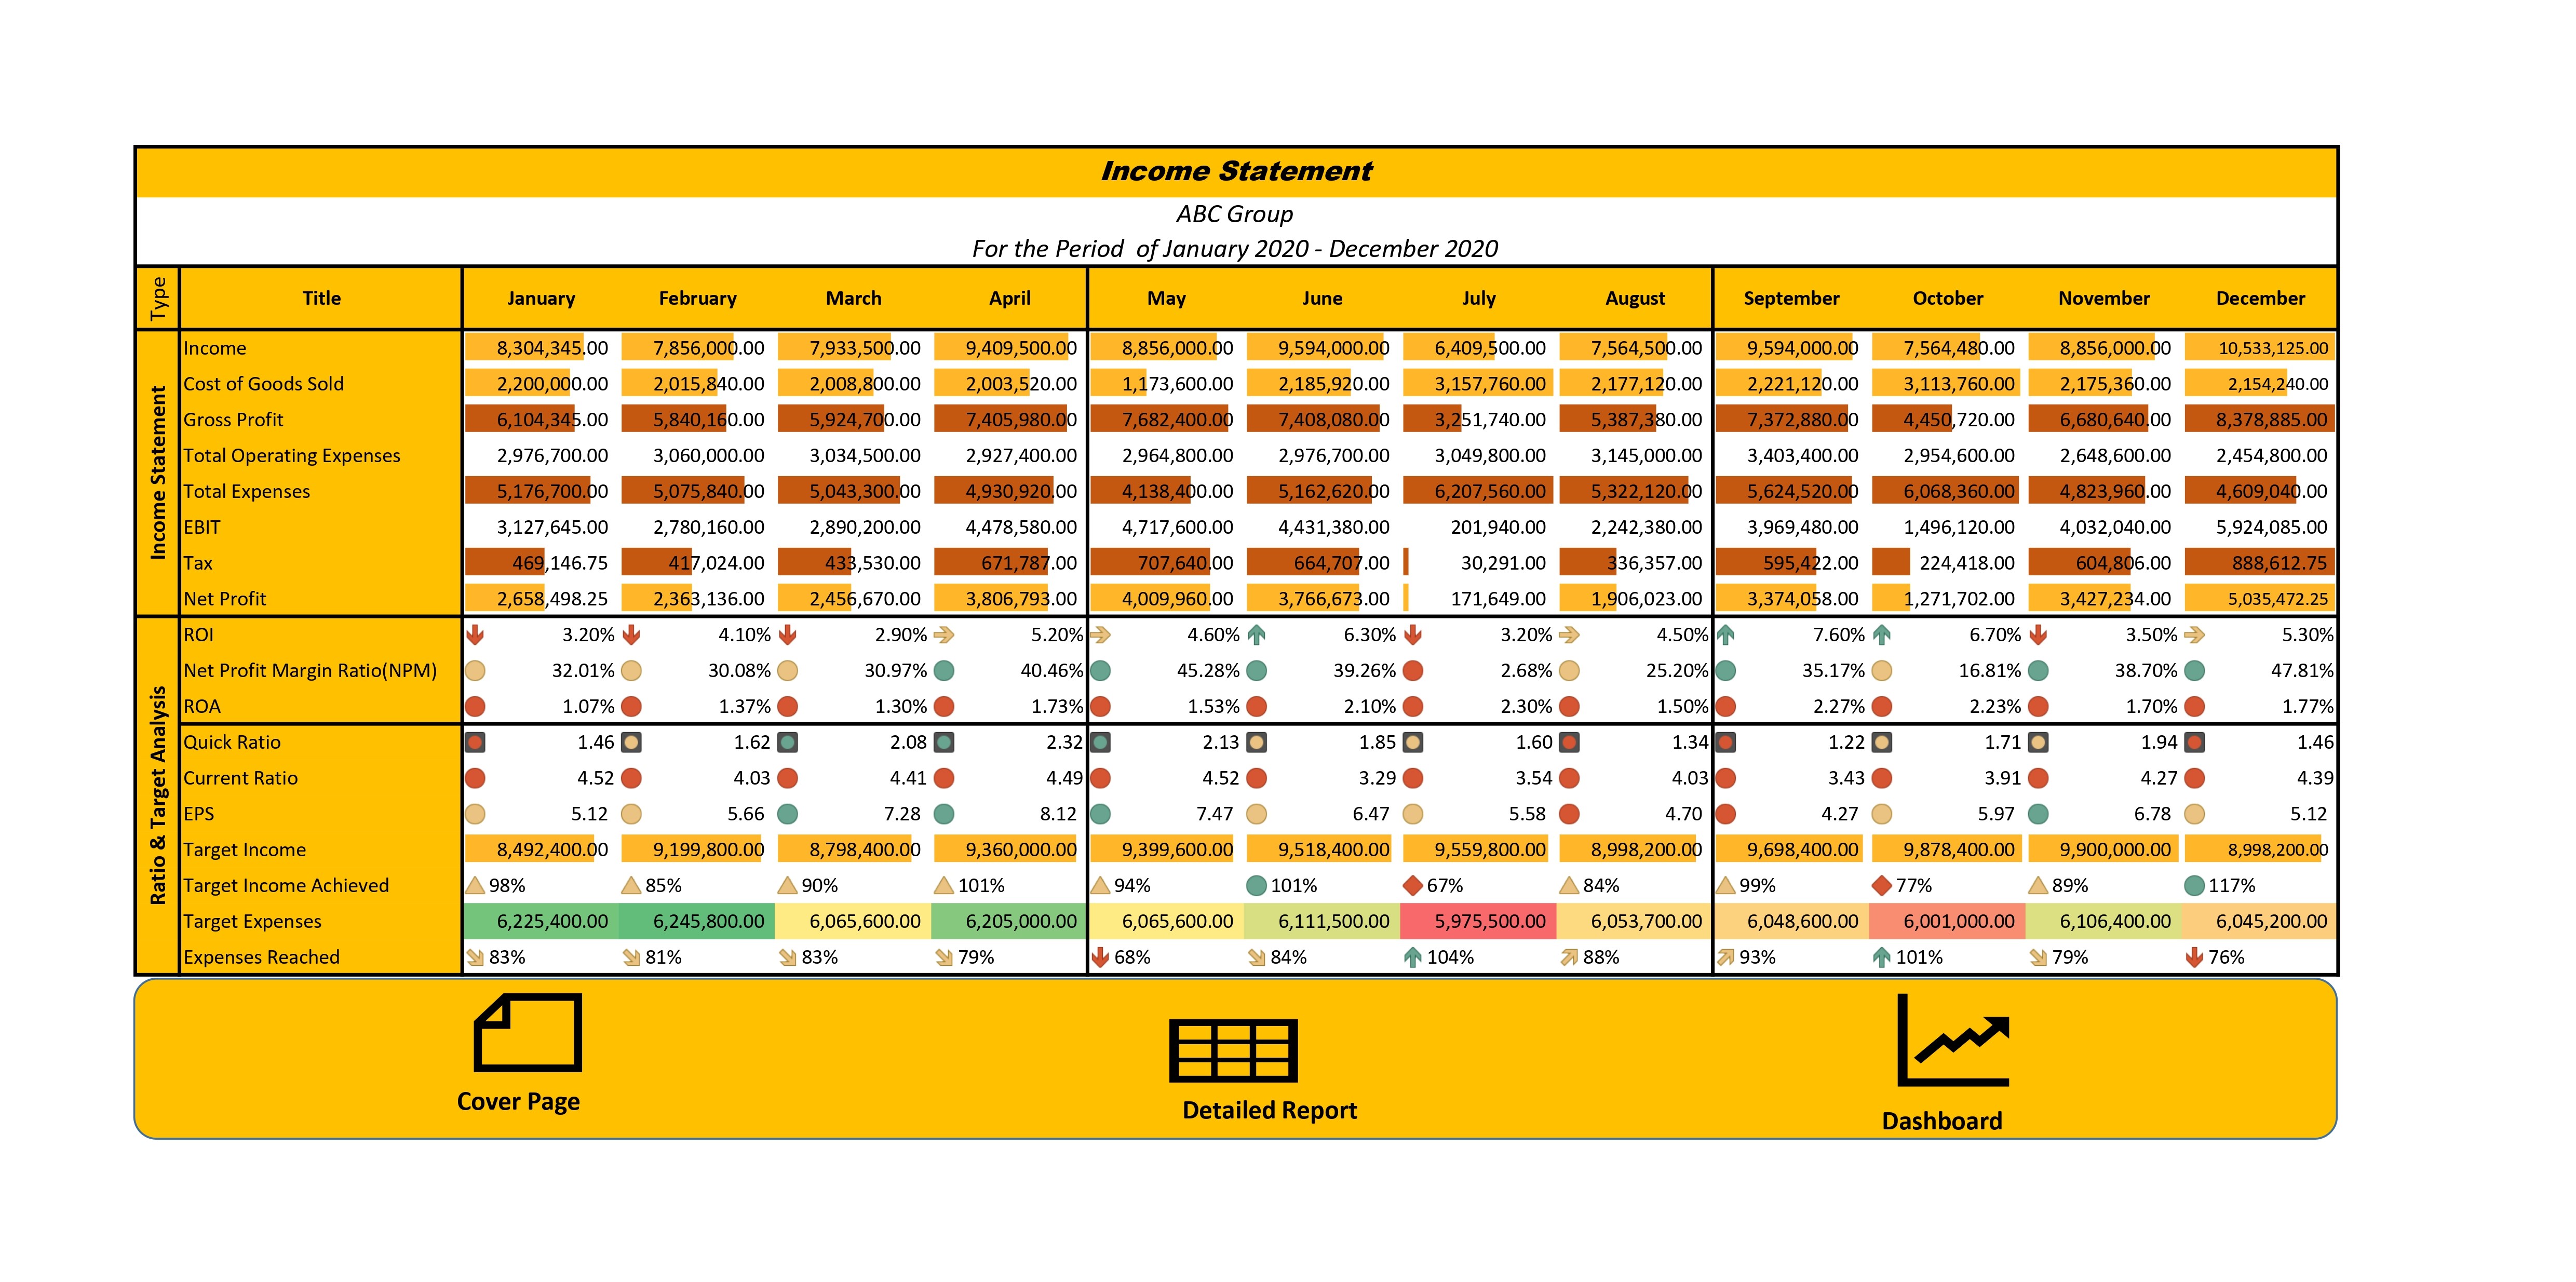 Income Statement
ABC Group
For the Period of January 2020 - December 2020
Type Title January February March April May June July August September October November December
Income Statement
Income 8,304,345.00 7,856,000.00 7,933,500.00 9,409,500.00 8,856,000.00 9,594,000.00 6,409,500.00 7,564,500.00 9,594,000.00 7,564,480.00 8,856,000.00 10,533,125.00
Cost of Goods Sold 2,200,000.00 2,015,840.00 2,008,800.00 2,003,520.00 1,173,600.00 2,185,920.00 3,157,760.00 2,177,120.00 2,221,120.00 3,113,760.00 2,175,360.00 2,154,240.00
Gross Profit 6,104,345.00 5,840,160.00 5,924,700.00 7,405,980.00 7,682,400.00 7,408,080.00 3,251,740.00 5,387,380.00 7,372,880.00 4,450,720.00 6,680,640.00 8,378,885.00
Total Operating Expenses 2,976,700.00 3,060,000.00 3,034,500.00 2,927,400.00 2,964,800.00 2,976,700.00 3,049,800.00 3,145,000.00 3,403,400.00 2,954,600.00 2,648,600.00 2,454,800.00
Total Expenses 5,176,700.00 5,075,840.00 5,043,300.00 4,930,920.00 4,138,400.00 5,162,620.00 6,207,560.00 5,322,120.00 5,624,520.00 6,068,360.00 4,823,960.00 4,609,040.00
EBIT 3,127,645.00 2,780,160.00 2,890,200.00 4,478,580.00 4,717,600.00 4,431,380.00 201,940.00 2,242,380.00 3,969,480.00 1,496,120.00 4,032,040.00 5,924,085.00
Tax 469,146.75 417,024.00 433,530.00 671,787.00 707,640.00 664,707.00 30,291.00 336,357.00 595,422.00 224,418.00 604,806.00 888,612.75
Net Profit 2,658,498.25 2,363,136.00 2,456,670.00 3,806,793.00 4,009,960.00 3,766,673.00 171,649.00 1,906,023.00 3,374,058.00 1,271,702.00 3,427,234.00 5,035,472.25
Ratio & Target Analysis
ROI 3.20% 4.10% 2.90% 5.20% 4.60% 6.30% 3.20% 4.50% 7.60% 6.70% 3.50% 5.30%
Net Profit Margin Ratio(NPM) 32.01% 30.08% 30.97% 40.46% 45.28% 39.26% 2.68% 25.20% 35.17% 16.81% 38.70% 47.81%
ROA 1.07% 1.37% 1.30% 1.73% 1.53% 2.10% 2.30% 1.50% 2.27% 2.23% 1.70% 1.77%
Quick Ratio 1.46 1.62 2.08 2.32 2.13 1.85 1.60 1.34 1.22 1.71 1.94 1.46
Current Ratio 4.52 4.03 4.41 4.49 4.52 3.29 3.54 4.03 3.43 3.91 4.27 4.39
EPS 5.12 5.66 7.28 8.12 7.47 6.47 5.58 4.70 4.27 5.97 6.78 5.12
Target Income 8,492,400.00 9,199,800.00 8,798,400.00 9,360,000.00 9,399,600.00 9,518,400.00 9,559,800.00 8,998,200.00 9,698,400.00 9,878,400.00 9,900,000.00 8,998,200.00
Target Income Achieved 98% 85% 90% 101% 94% 101% 67% 84% 99% 77% 89% 117%
Target Expenses 6,225,400.00 6,245,800.00 6,065,600.00 6,205,000.00 6,065,600.00 6,111,500.00 5,975,500.00 6,053,700.00 6,048,600.00 6,001,000.00 6,106,400.00 6,045,200.00
Expenses Reached 83% 81% 83% 79% 68% 84% 104% 88% 93% 101% 79% 76%
Cover Page
Detailed Report
Dashboard